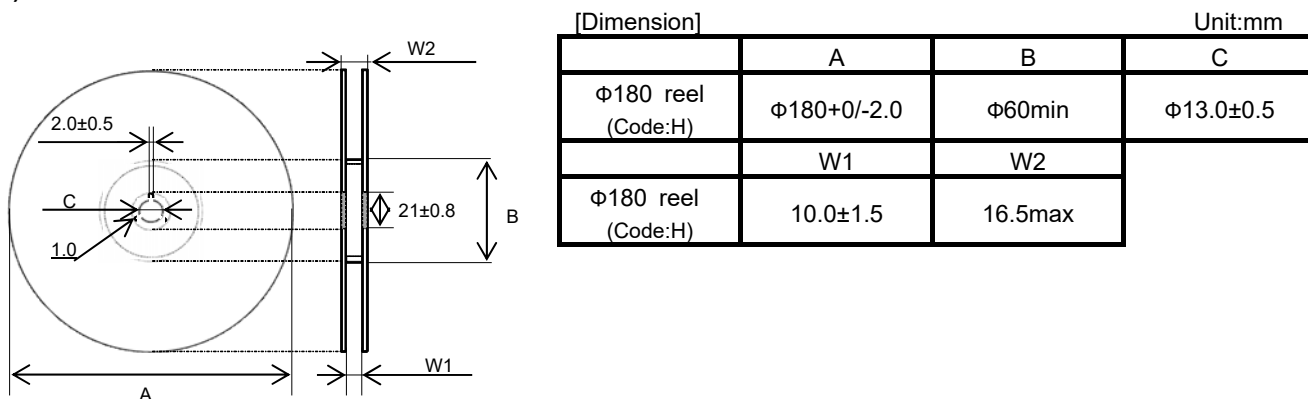 )
[Dimension] Unit:mm
A B C
Φ180 reel
(Code:H)
Φ180+0/-2.0 Φ60min Φ13.0±0.5
W1 W2
Φ180 reel
(Code:H)
10.0±1.5 16.5max
W2
2.0±0.5
C
21±0.8
B
1.0
W1
A